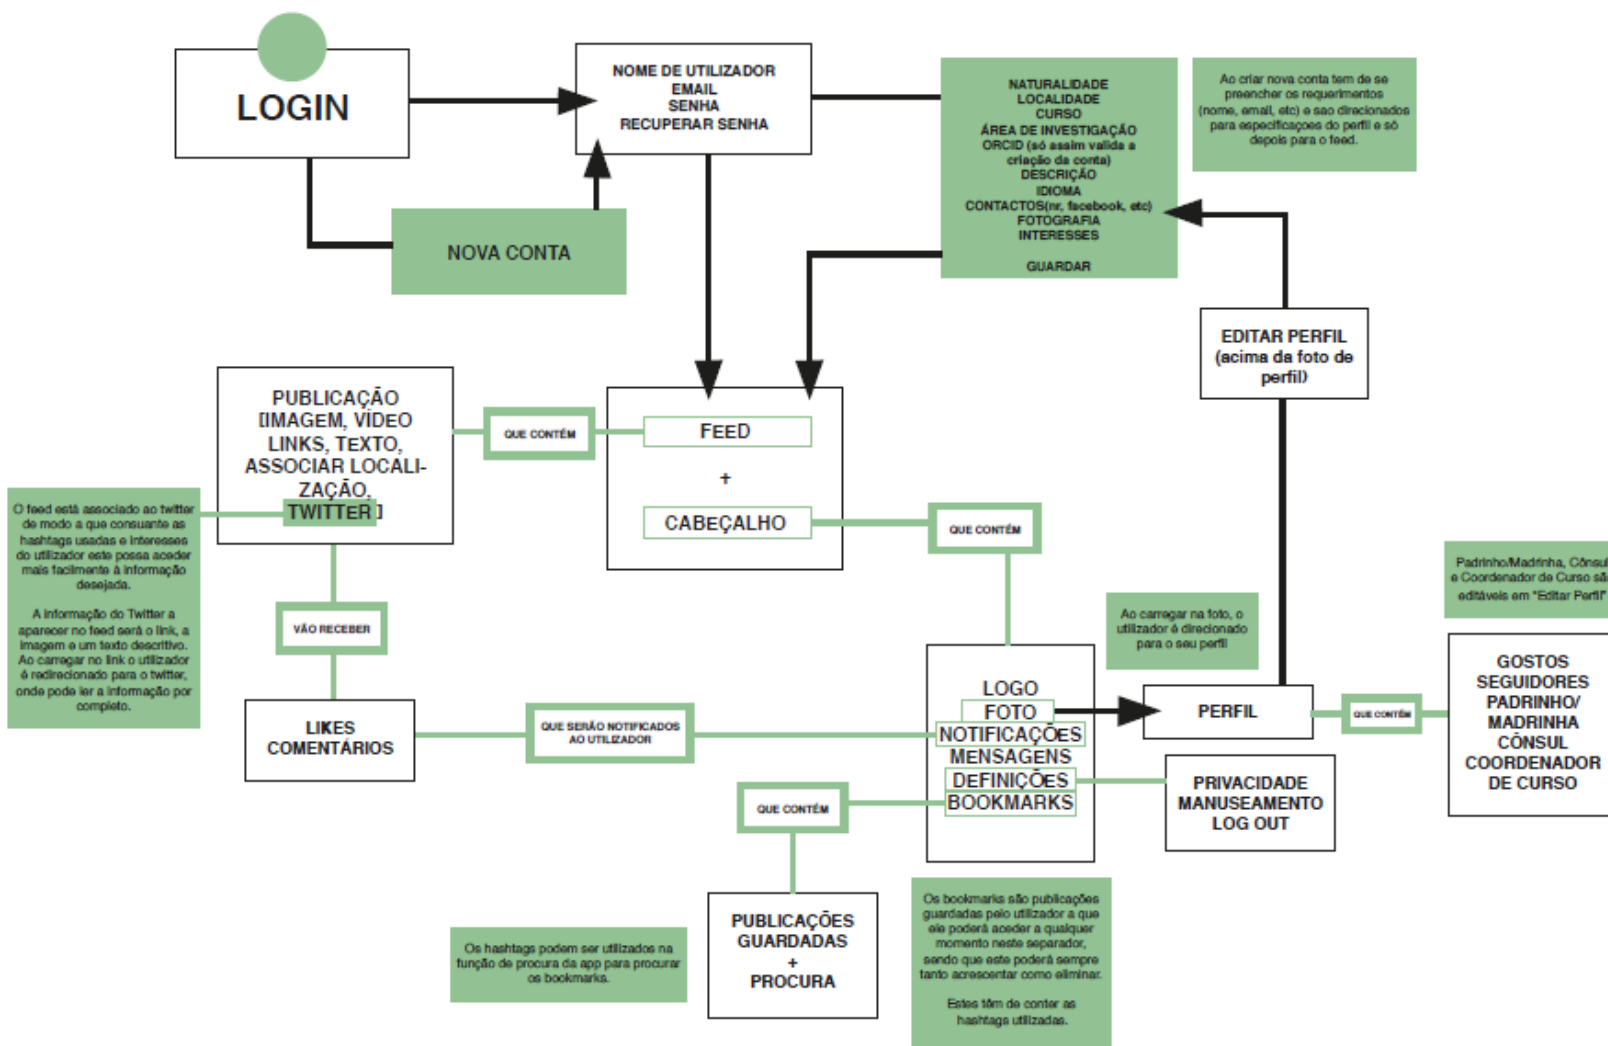 LOGIN
NOME DE UTILIZADOR
EMAIL
SENHA
RECUPERAR SENHA
NATURALIDADE
LOCALIDADE
CURSO
ÁREA DE INVESTIGAÇÃO
ORCID (só assim valida a
criação da conta)
DESCRIÇÃO
IDIOMA
CONTACTOS(nr, facebook, etc)
FOTOGRAFIA
INTERESSES
GUARDAR
Ao criar nova conta tem de se
preencher os requerimentos
(nome, email, etc) e sao direcionados
para especificaçoes do perfil e só
depois para o feed.
NOVA CONTA
EDITAR PERFIL
(acima da foto de
perfil)
PUBLICAÇÃO
[IMAGEM, VÍDEO
LINKS, TEXTO,
ASSOCIAR LOCALI-
ZAÇÃO,
TWITTER ]
QUE CONTÉM
FEED
+
CABEÇALHO
QUE CONTÉM
O feed está associado ao twitter
de modo a que consuante as
hashtags usadas e interesses
do utilizador este possa aceder
mais facilmente à informação
desejada.
A informação do Twitter a
aparecer no feed será o link, a
imagem e um texto descritivo.
Ao carregar no link o utilizador
é redirecionado para o twitter,
onde pode ler a informação por
completo.
VÃO RECEBER
LIKES
COMENTÁRIOS
QUE SERÃO NOTIFICADOS
AO UTILIZADOR
LOGO
FOTO
NOTIFICAÇÕES
MENSAGENS
DEFINIÇÕES
BOOKMARKS
Ao carregar na foto, o
utilizador é direcionado
para o seu perfil
PERFIL
QUE CONTÉM
Padrinho/Madrinha, Cônsul
e Coordenador de Curso são
editáveis em "Editar Perfil"
GOSTOS
SEGUIDORES
PADRINHO/
MADRINHA
CÔNSUL
COORDENADOR
DE CURSO
PRIVACIDADE
MANUSEAMENTO
LOG OUT
QUE CONTÉM
PUBLICAÇÕES
GUARDADAS
+
PROCURA
Os hashtags podem ser utilizados na
função de procura da app para procurar
os bookmarks.
Os bookmarks são publicações
guardadas pelo utilizador a que
ele poderá aceder a qualquer
momento neste separador,
sendo que este poderá sempre
tanto acrescentar como eliminar.
Estes têm de conter as
hashtags utilizadas.